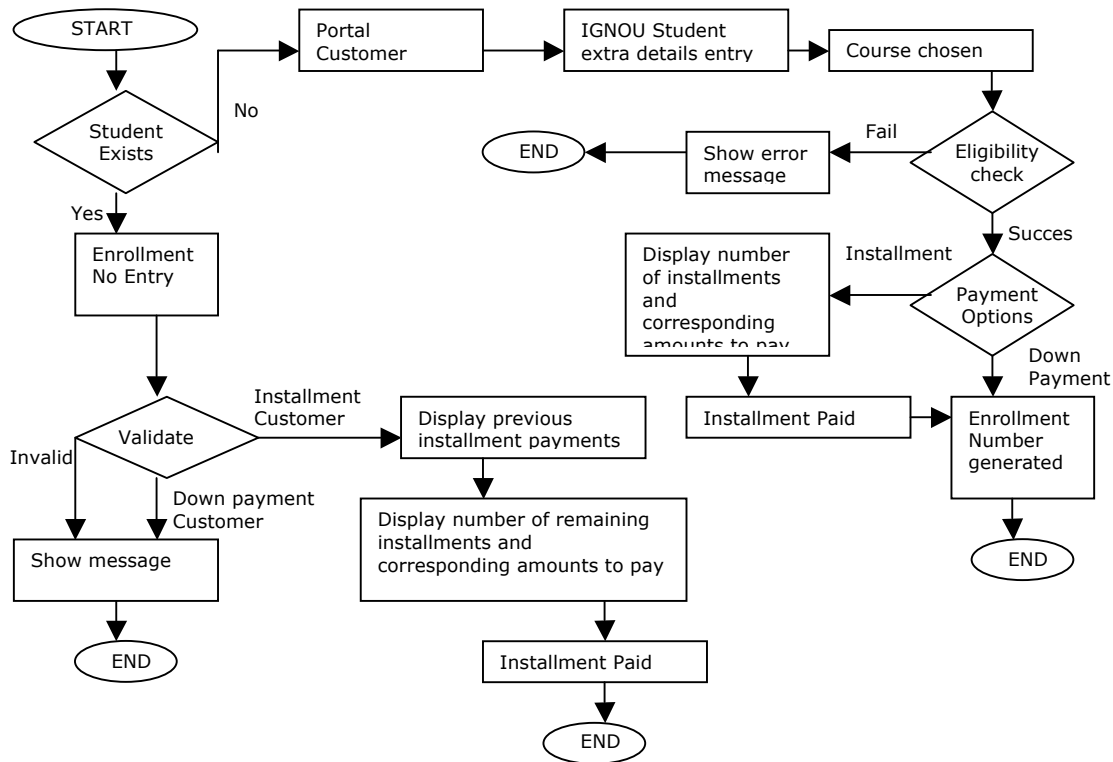 START
Portal
Customer
IGNOU Student
extra details entry
Course chosen
No
Student
Exists
Fail
END
Show error
message
Eligibility
check
Yes
Succes
Enrollment
No Entry
Display number
of installments
and
corresponding
amounts to pay
Installment
Payment
Options
Down
Payment
Installment
Customer
Validate
Display previous
installment payments
Installment Paid
Enrollment
Number
generated
Invalid
Down payment
Customer
Display number of remaining
installments and
corresponding amounts to pay
Show message
END
END
Installment Paid
END